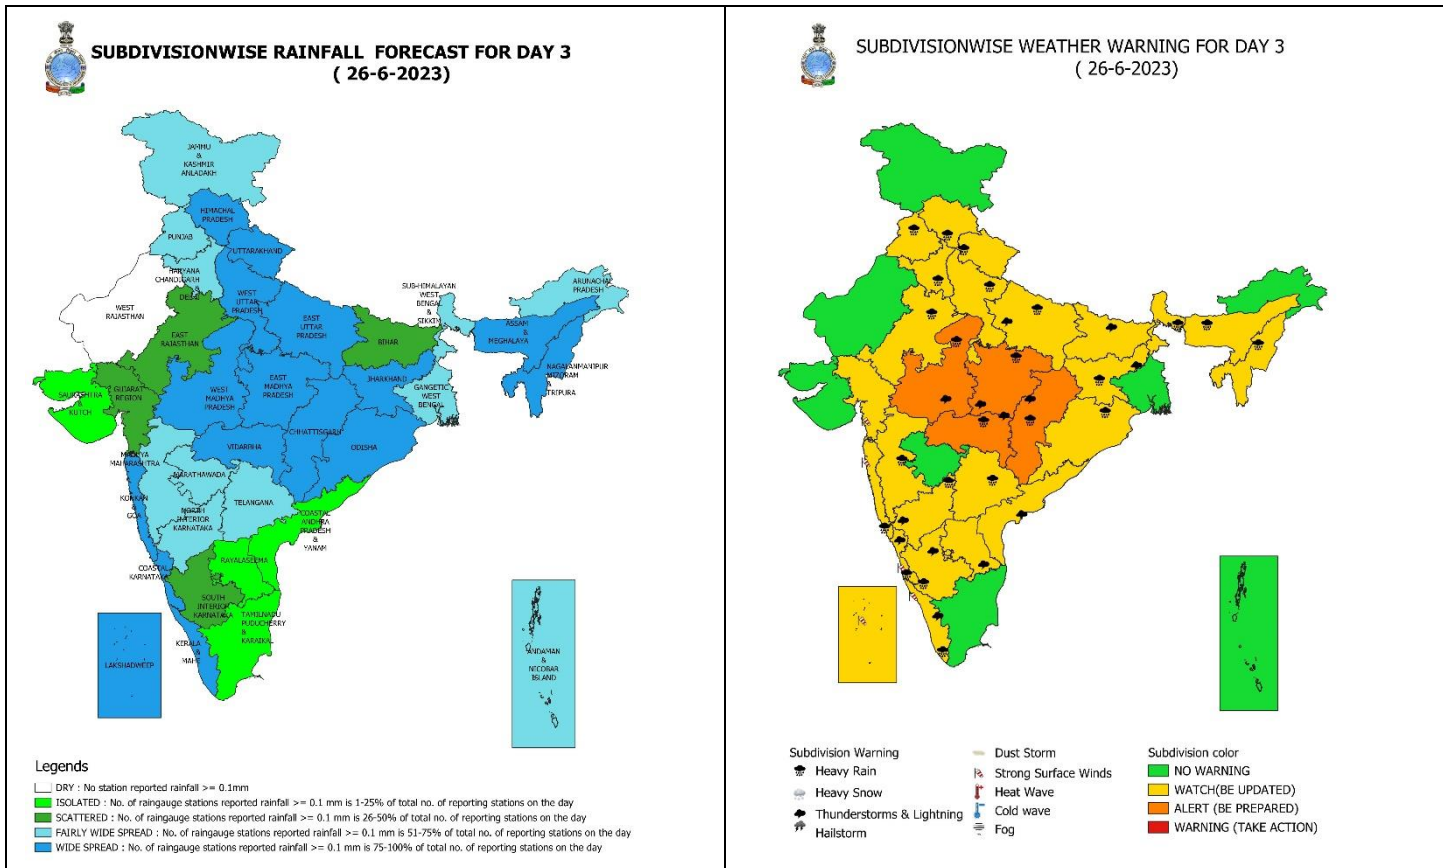 SUBDIVISIONWISE RAINFALL FORECAST FOR DAY 3
( 26-6-2023)
JAMMU
&
KASHMIR
ANLADAKH
HIMACHAL
PRADESH
PUNJAB
UTTARAKHAND
HARYANA
CHANDIGARH
&
DELHI
WEST
RAJASTHAN
WEST
UTTAR
PRADESH
SUB-HIMALAYAN
WEST
BENGAL
&
SIKKIM
ARUNACHAL
PRADESH
EAST
RAJASTHAN
EAST
UTTAR
PRADESH
BIHAR
ASSAM
&
MEGHALAYA
NAGALANMANIPUR
MIZORAM
&
TRIPURA
SAURASHTRA
&
KUTCH
GUJARAT
REGION
WEST
MADHYA
PRADESH
EAST
MADHYA
PRADESH
JHARKHAND
GANGETIC
WEST
BENGAL
CHHATTISGARH
VIDARBHA
ODISHA
MADHYA
MAHARASHTRA
MARATHAWADA
KONKAN
&
GOA
NORTH
INTERIOR
KARNATAKA
TELANGANA
COASTAL
ANDHRA
PRADESH
&
YANAM
RAYALASEEMA
COASTAL
KARNATAKA
SOUTH
INTERIOR
KARNATAKA
TAMILNADU
PUDUCHERRY
&
KARAIKAL
KERALA
&
MAHE
LAKSHADWEEP
ANDAMAN
&
NICOBAR
ISLAND
Legends
DRY : No station reported rainfall >= 0.1mm
ISOLATED : No. of raingauge stations reported rainfall >= 0.1 mm is 1-25% of total no. of reporting stations on the day
SCATTERED : No. of raingauge stations reported rainfall >= 0.1 mm is 26-50% of total no. of reporting stations on the day
FAIRLY WIDE SPREAD : No. of raingauge stations reported rainfall >= 0.1 mm is 51-75% of total no. of reporting stations on the day
WIDE SPREAD : No. of raingauge stations reported rainfall >= 0.1 mm is 75-100% of total no. of reporting stations on the day
SUBDIVISIONWISE WEATHER WARNING FOR DAY 3
( 26-6-2023)
Subdivision Warning
Heavy Rain
Heavy Snow
Thunderstorms & Lightning
Hailstorm
Dust Storm
Strong Surface Winds
Heat Wave
Cold wave
Fog
Subdivision color
NO WARNING
WATCH(BE UPDATED)
ALERT (BE PREPARED)
WARNING (TAKE ACTION)